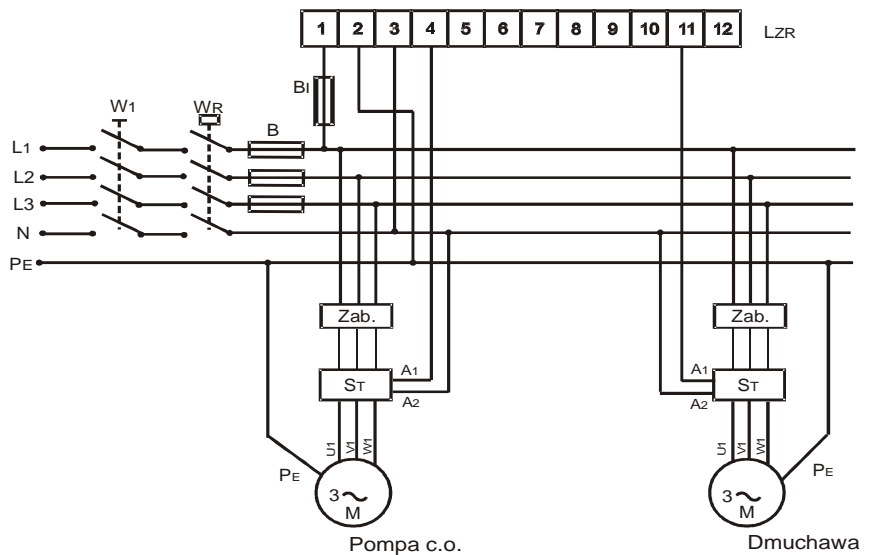 1 2 3 4 5 6 7 8 9 10 11 12 LZR
BI
W1 WR B
L1
L2
L3
N
PE
Zab. Zab.
A1 A1
ST ST
A2 A2
U1 V1 W1 U1 V1 W1
PE PE
3 3
M M
Pompa c.o. Dmuchawa